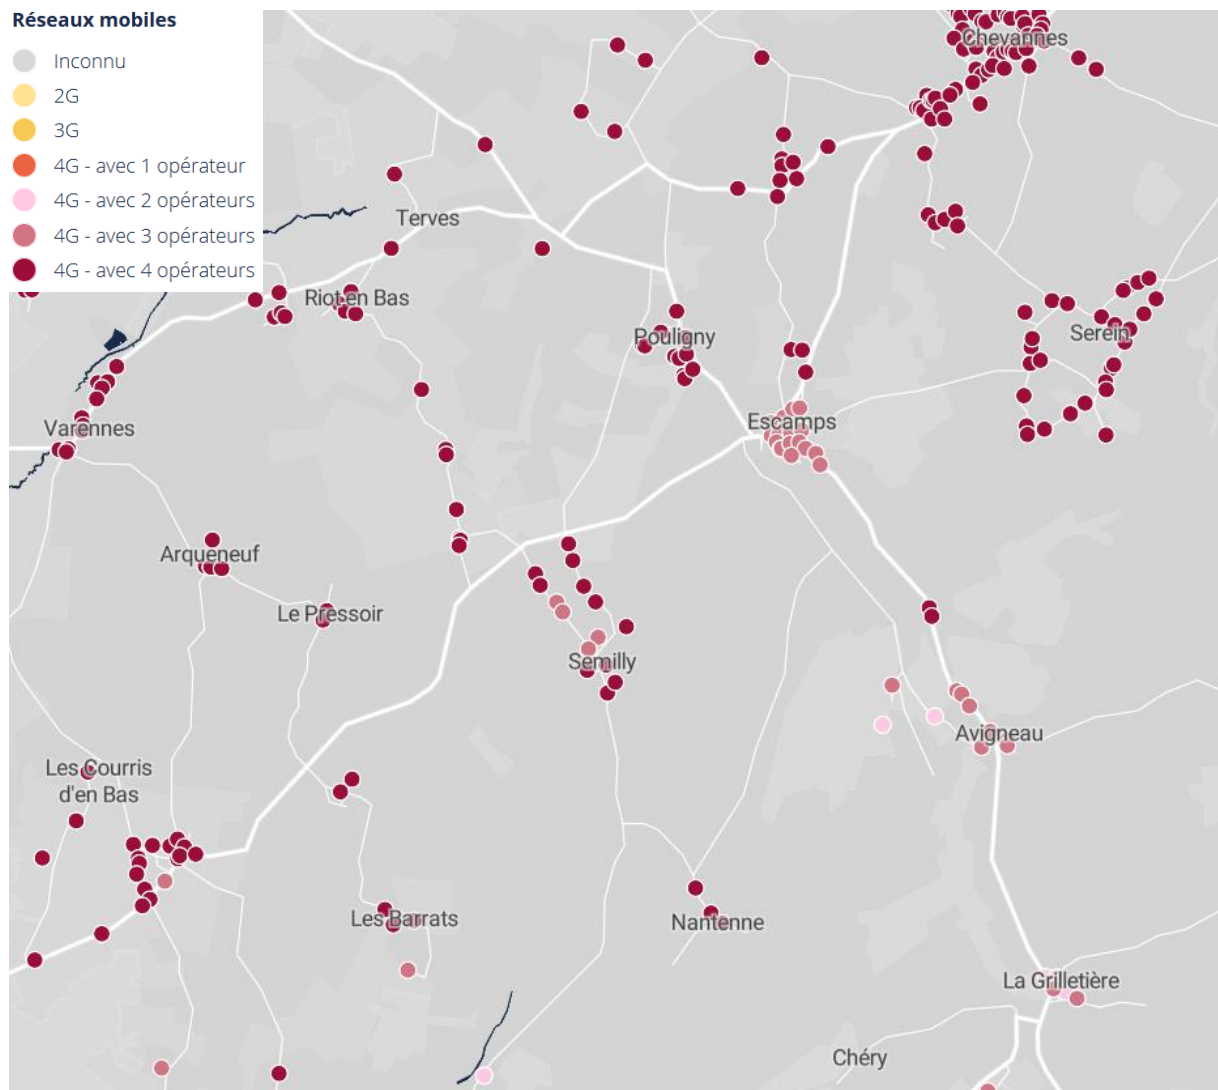 Réseaux mobiles
Inconnu
2G
3G
4G - avec 1 opérateur
4G - avec 2 opérateurs
4G - avec 3 opérateurs
4G - avec 4 opérateurs
Chevannes
Terves
Riot en Bas
Pouligny
Serein
Varennes
Escamps
Arqueneuf
Le Pressoir
Semilly
Avigneau
Les Courris
d'en Bas
Les Barrats
Nantenne
La Grilletière
Chéry